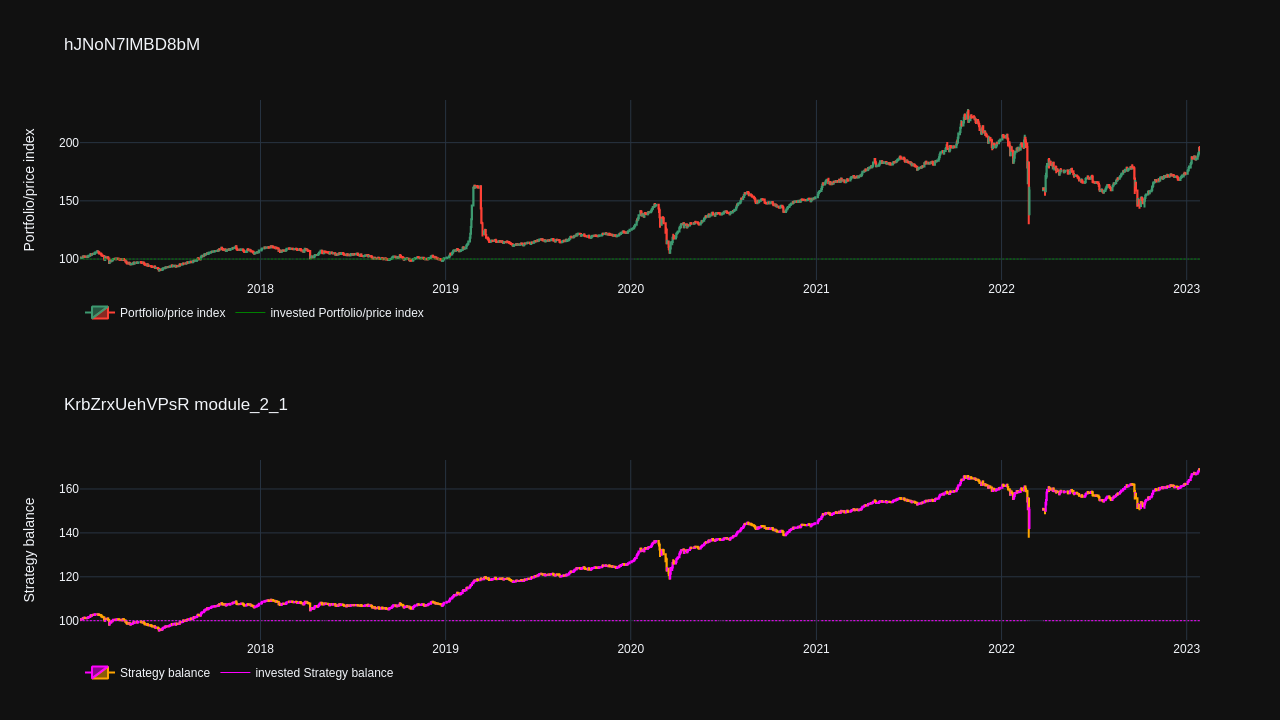 hJNoN7lMBD8bM
Portfolio/price index
200
150
100
2018 2019 2020 2021 2022 2023
Portfolio/price index invested Portfolio/price index
KrbZrxUehVPsR module_2_1
Strategy balance
160
140
120
100
2018 2019 2020 2021 2022 2023
Strategy balance invested Strategy balance